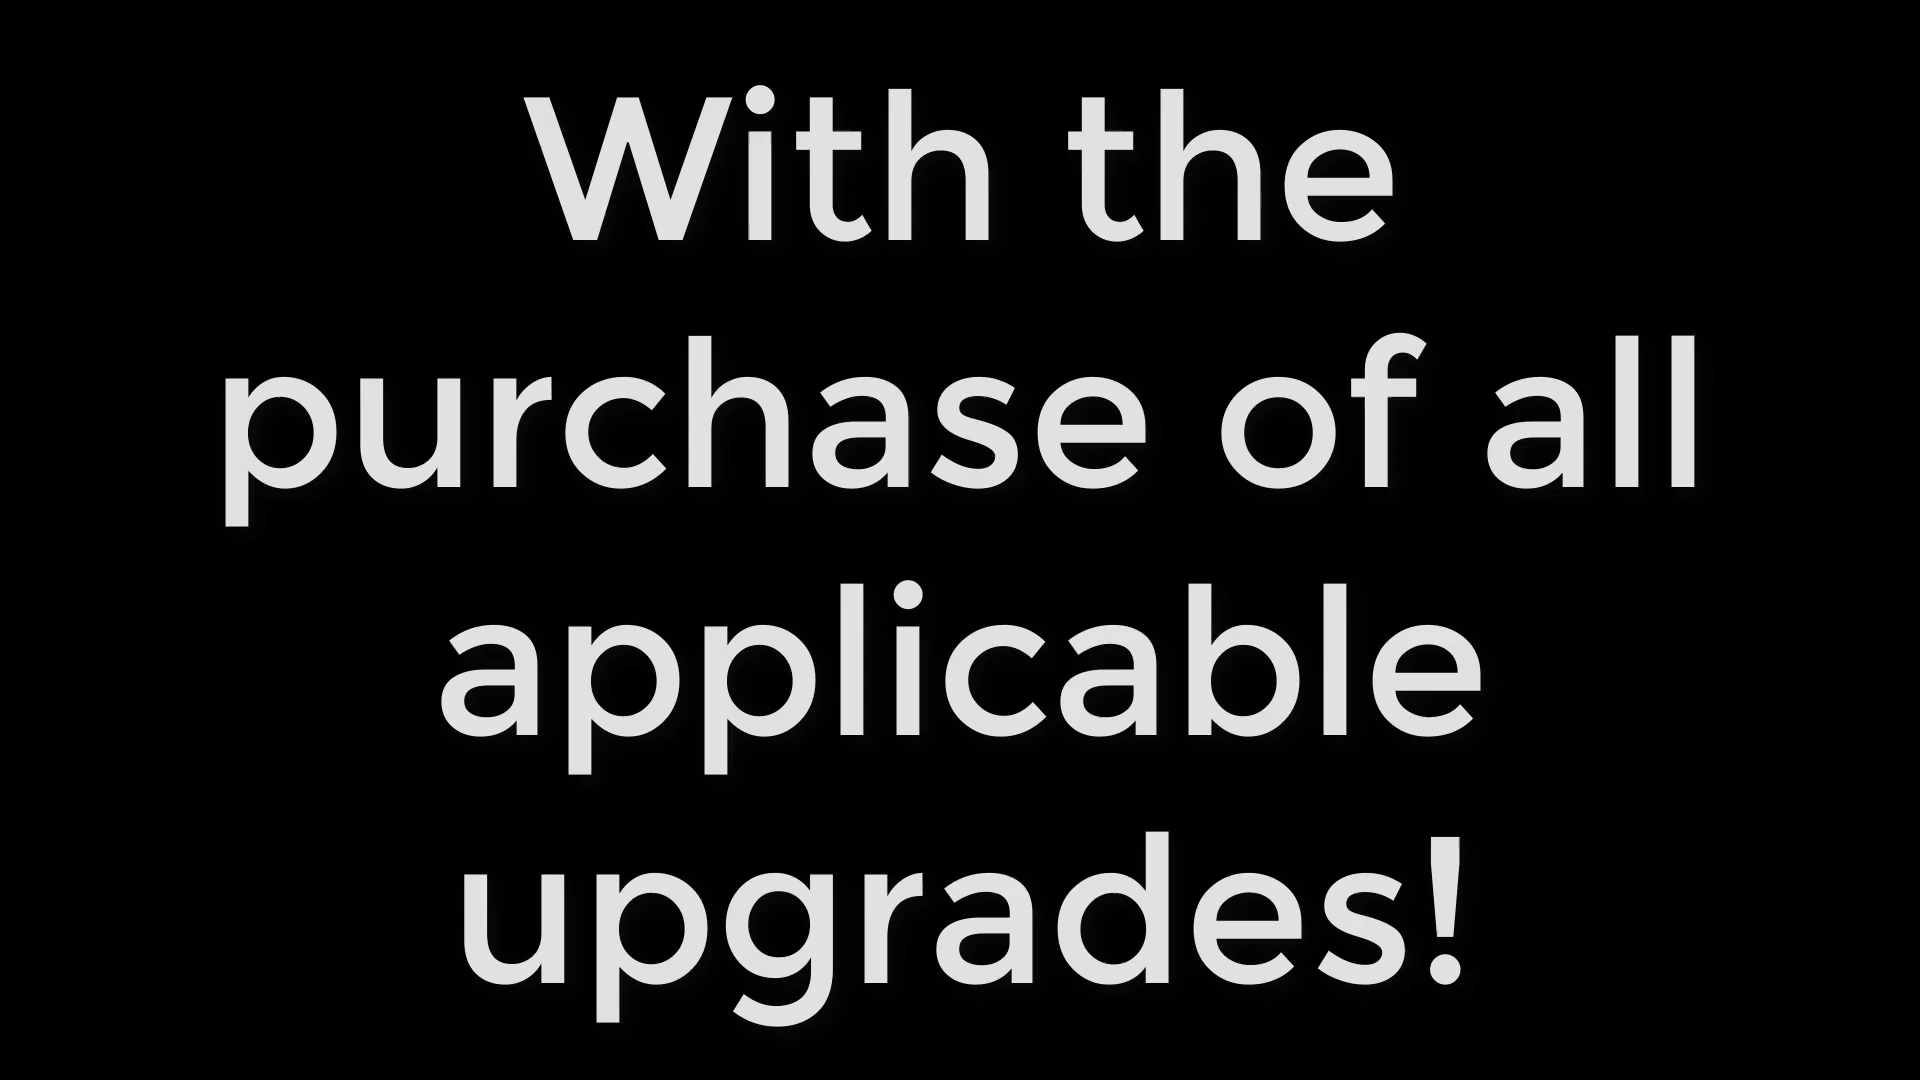 With the
purchase of all
applicable
upgrades!